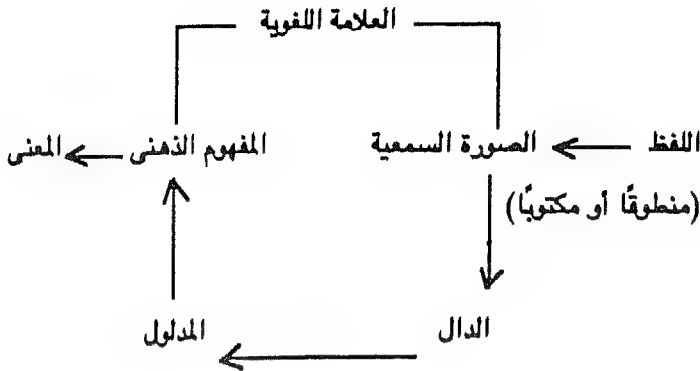 العلامة اللغوية
اللفظ الصورة السمعية المفهوم الذهنى المعنى
(منطوقًا أو مكتوبًا)
الدال المدلول